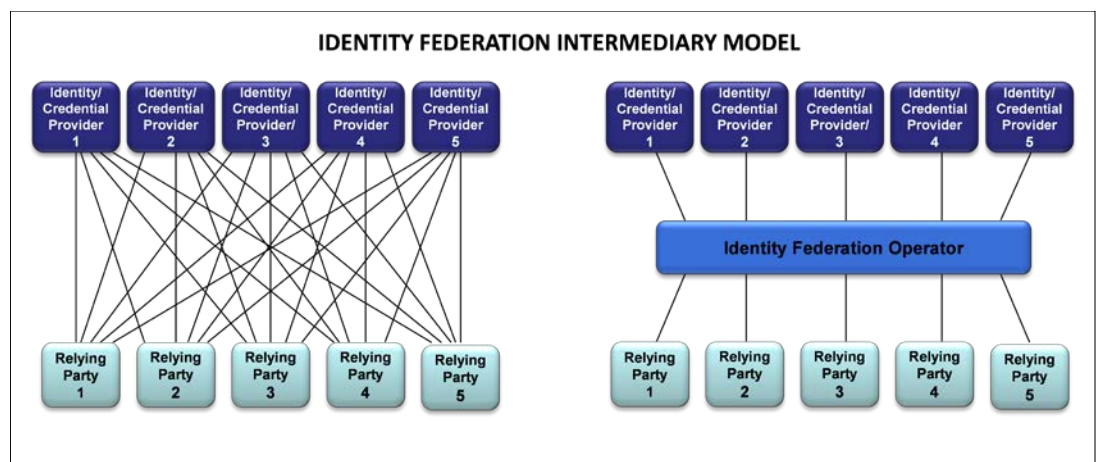 IDENTITY FEDERATION INTERMEDIARY MODEL
Identity/
Credential
Provider
1
Identity/
Credential
Provider
2
Identity/
Credential
Provider/
3
Identity/
Credential
Provider
4
Identity/
Credential
Provider
5
Relying
Party
1
Relying
Party
2
Relying
Party
3
Relying
Party
4
Relying
Party
5
Identity/
Credential
Provider
1
Identity/
Credential
Provider
2
Identity/
Credential
Provider/
3
Identity/
Credential
Provider
4
Identity/
Credential
Provider
5
Identity Federation Operator
Relying
Party
1
Relying
Party
2
Relying
Party
3
Relying
Party
4
Relying
Party
5